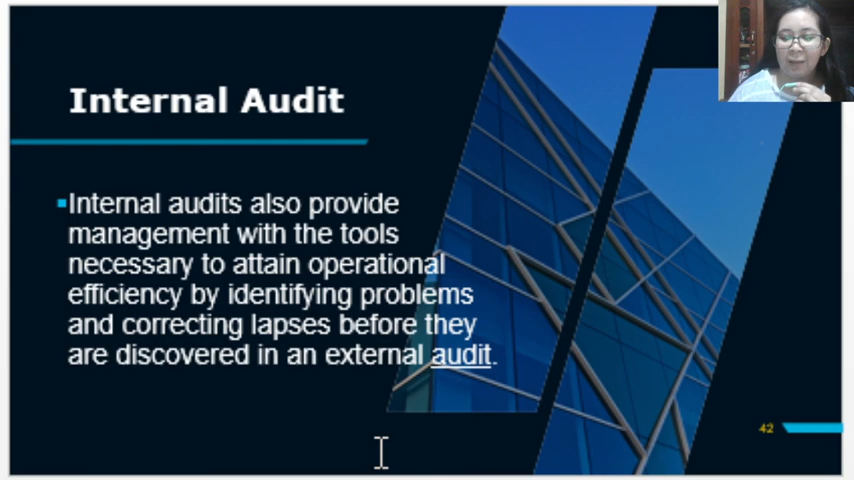 Internal Audit
Internal audits also provide
management with the tools
necessary to attain operational
efficiency by identifying problems
and correcting lapses before they
are discovered in an external audit.
42